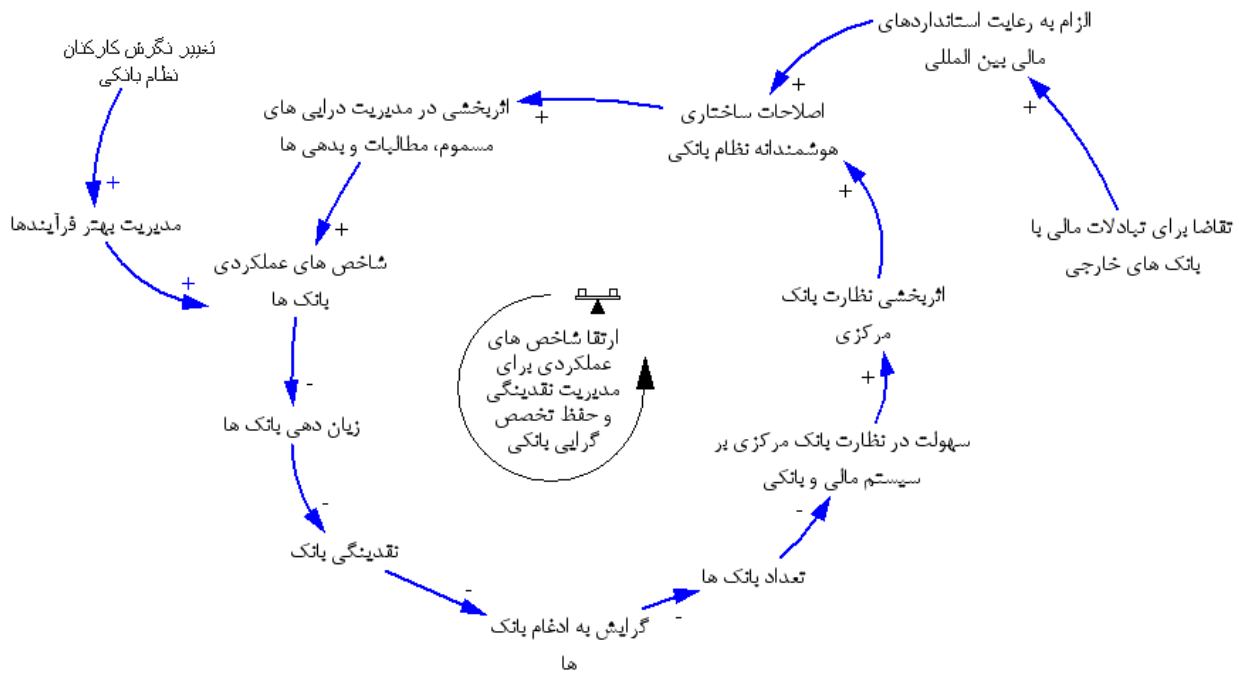 الزام به رعایت استانداردهای
مالی بین المللی
تغییر نگرش کارکنان
نظام بانکی
اثربخشی در مدیریت درایی های
مسموم، مطالبات و بدهی ها
اصلاحات ساختاری
هوشمندانه نظام بانکی
تقاضا برای تبادلات مالی با
بانک های خارجی
مدیریت بهتر فرآیندها
شاخص های عملکردی
بانک ها
اثربخشی نظارت بانک
مرکزی
ارتقا شاخص های
عملکردی برای
مدیریت نقدینگی
و حفظ تخصص
گرایی بانکی
زیان دهی بانک ها
سهولت در نظارت بانک مرکزی بر
سیستم مالی و بانکی
نقدینگی بانک
تعداد بانک ها
گرایش به ادغام بانک
ها
+
+
+
+
+
+
+
+
-
-
-
-
-